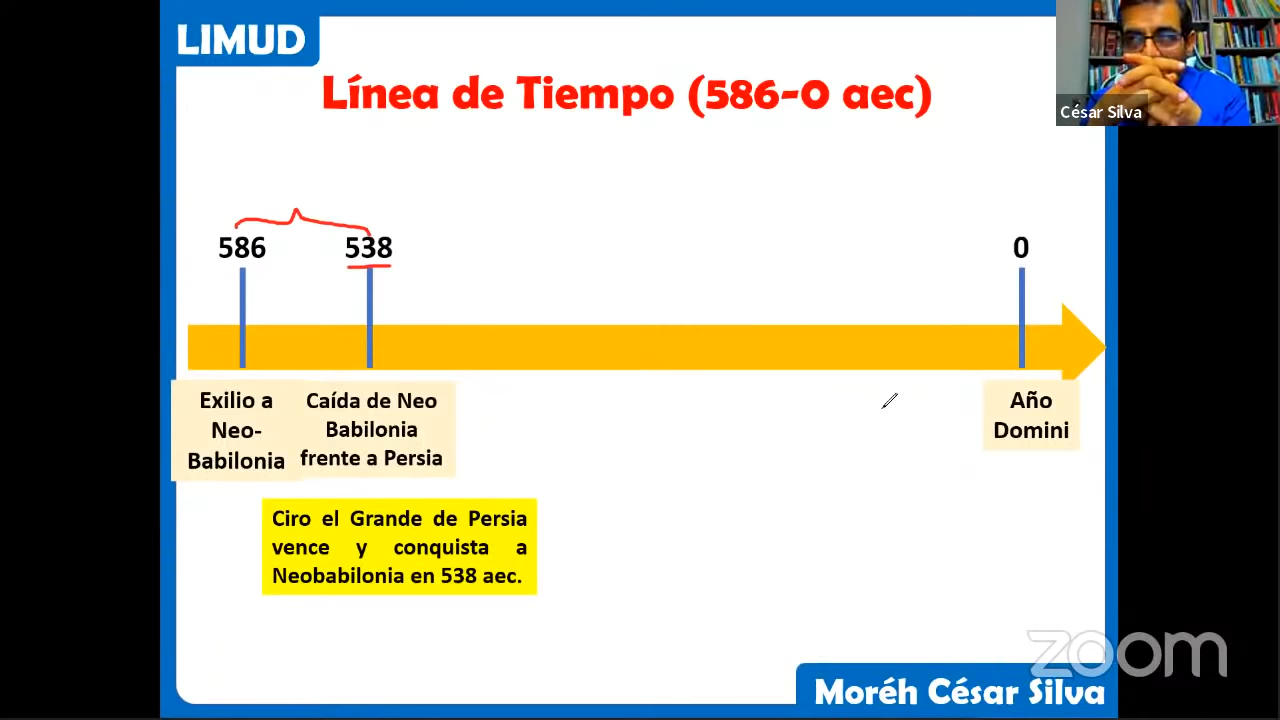 LIMUD
Línea de Tiempo (586-0 aec)
César Silva
586
538
0
Exilio a
Neo-
Babilonia
Caída de Neo
Babilonia
frente a Persia
Año
Domini
Ciro el Grande de Persia
vence y conquista a
Neobabilonia en 538 aec.
zoom
Moréh César Silva